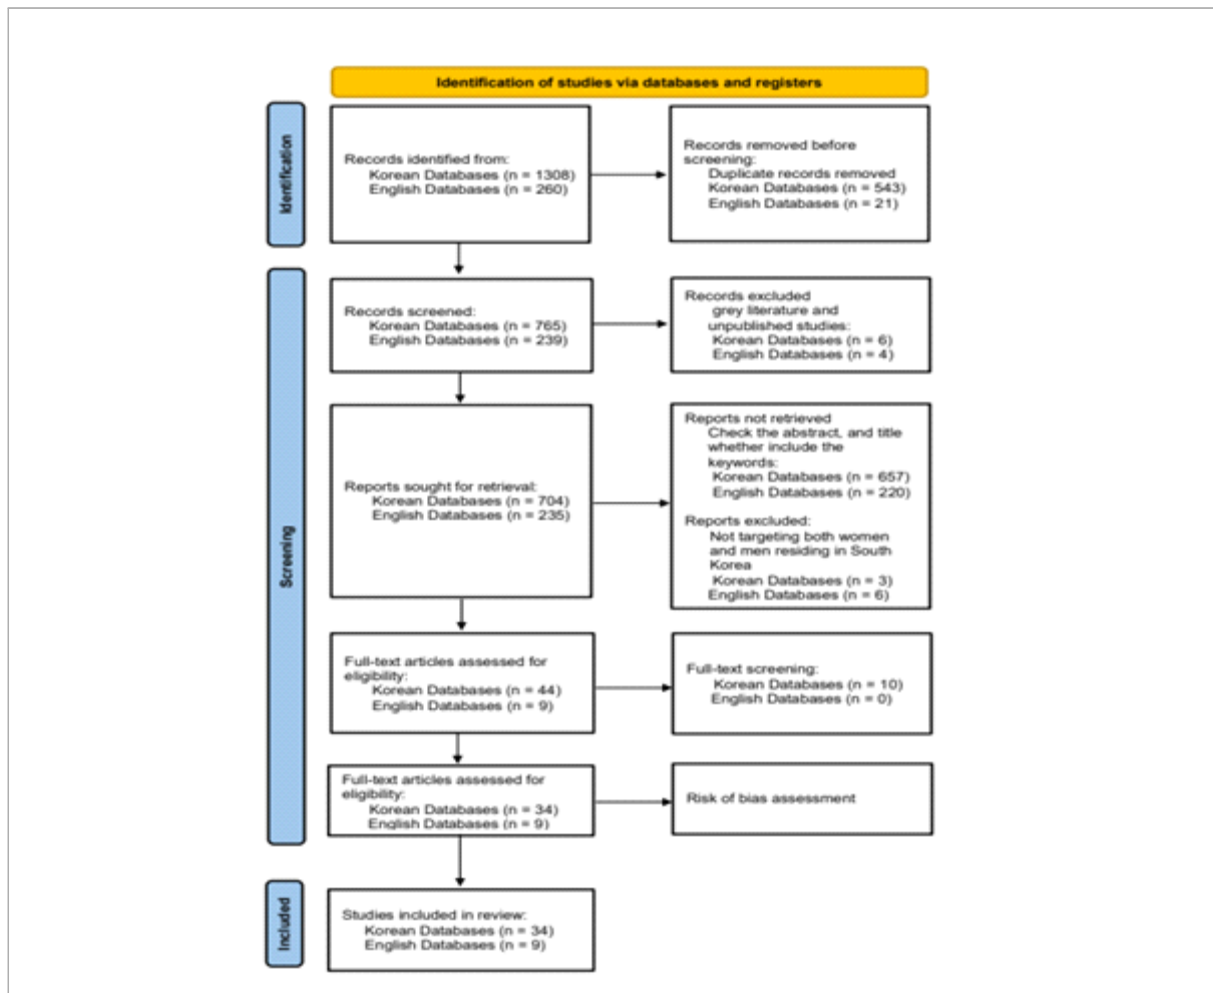 Identification of studies via databases and registers
Identification
Records identified from:
Korean Databases (n = 1308)
English Databases (n = 260)
Records removed before
screening:
Duplicate records removed
Korean Databases (n = 543)
English Databases (n = 21)
Screening
Records screened:
Korean Databases (n = 765)
English Databases (n = 239)
Records excluded
grey literature and
unpublished studies:
Korean Databases (n = 6)
English Databases (n = 4)
Reports sought for retrieval:
Korean Databases (n = 704)
English Databases (n = 235)
Reports not retrieved
Check the abstract, and title
whether include the
keywords:
Korean Databases (n = 657)
English Databases (n = 220)
Reports excluded:
Not targeting both women
and men residing in South
Korea
Korean Databases (n = 3)
English Databases (n = 6)
Full-text articles assessed for
eligibility:
Korean Databases (n = 44)
English Databases (n = 9)
Full-text screening:
Korean Databases (n = 10)
English Databases (n = 0)
Full-text articles assessed for
eligibility:
Korean Databases (n = 34)
English Databases (n = 9)
Risk of bias assessment
Included
Studies included in review:
Korean Databases (n = 34)
English Databases (n = 9)